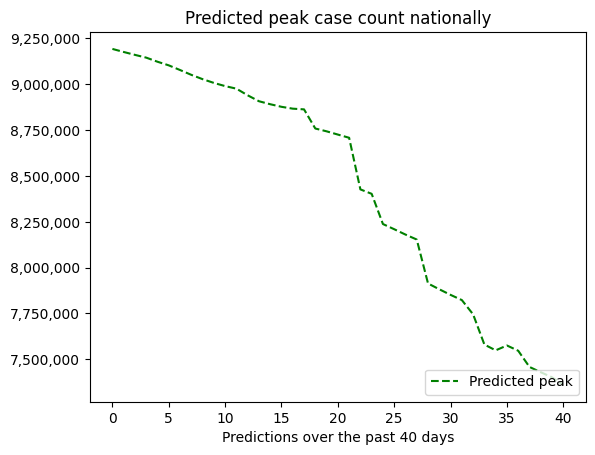 Predicted peak case count nationally
9,250,000
9,000,000
8,750,000
8,500,000
8,250,000
8,000,000
7,750,000
7,500,000
Predicted peak
0 5 10 15 20 25 30 35 40
Predictions over the past 40 days